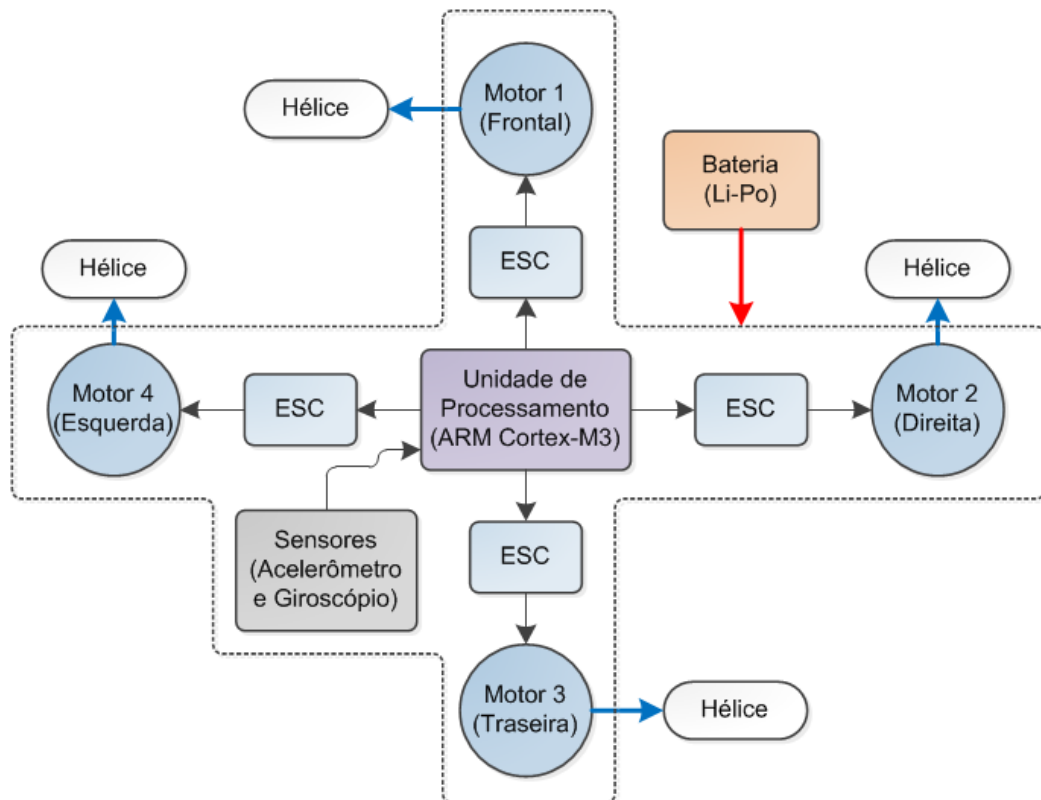 Motor 1
(Frontal)
Hélice
Bateria
(Li-Po)
ESC
Hélice
Hélice
Motor 4
(Esquerda)
ESC
Unidade de
Processamento
(ARM Cortex-M3)
ESC
Motor 2
(Direita)
Sensores
(Acelerômetro
e Giroscópio)
ESC
Motor 3
(Traseira)
Hélice